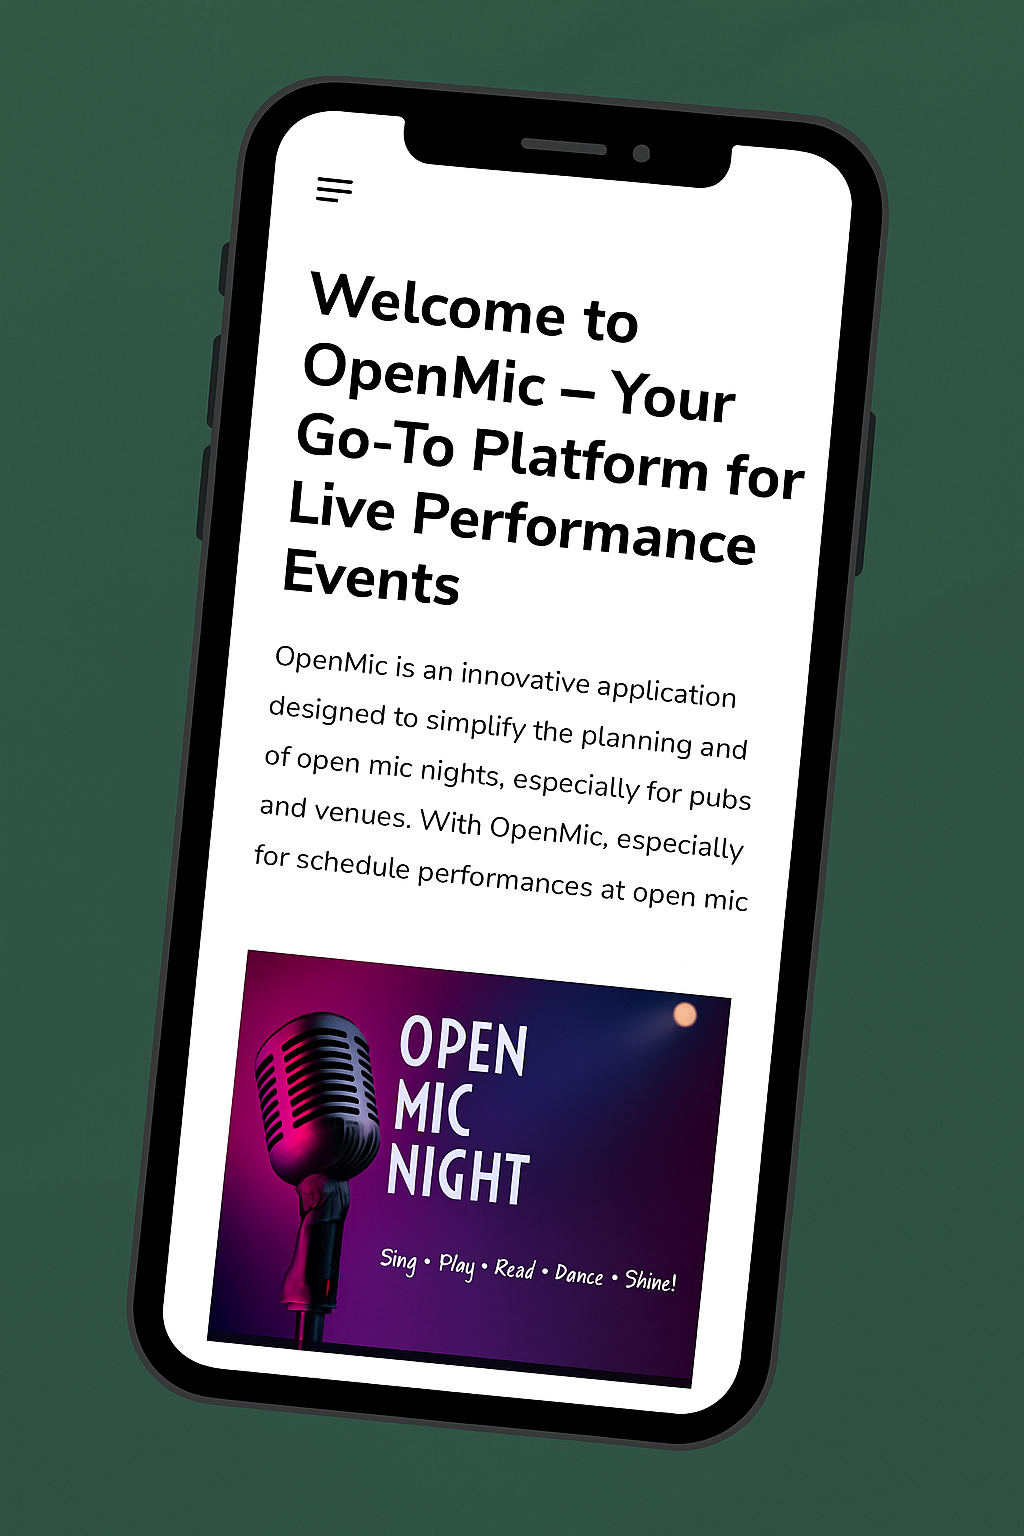 Welcome to
OpenMic – Your
Go-To Platform for
Live Performance
Events
OpenMic is an innovative application
designed to simplify the planning and
of open mic nights, especially for pubs
and venues. With OpenMic, especially
for schedule performances at open mic
OPEN
MIC
NIGHT
Sing • Play • Read • Dance • Shine!